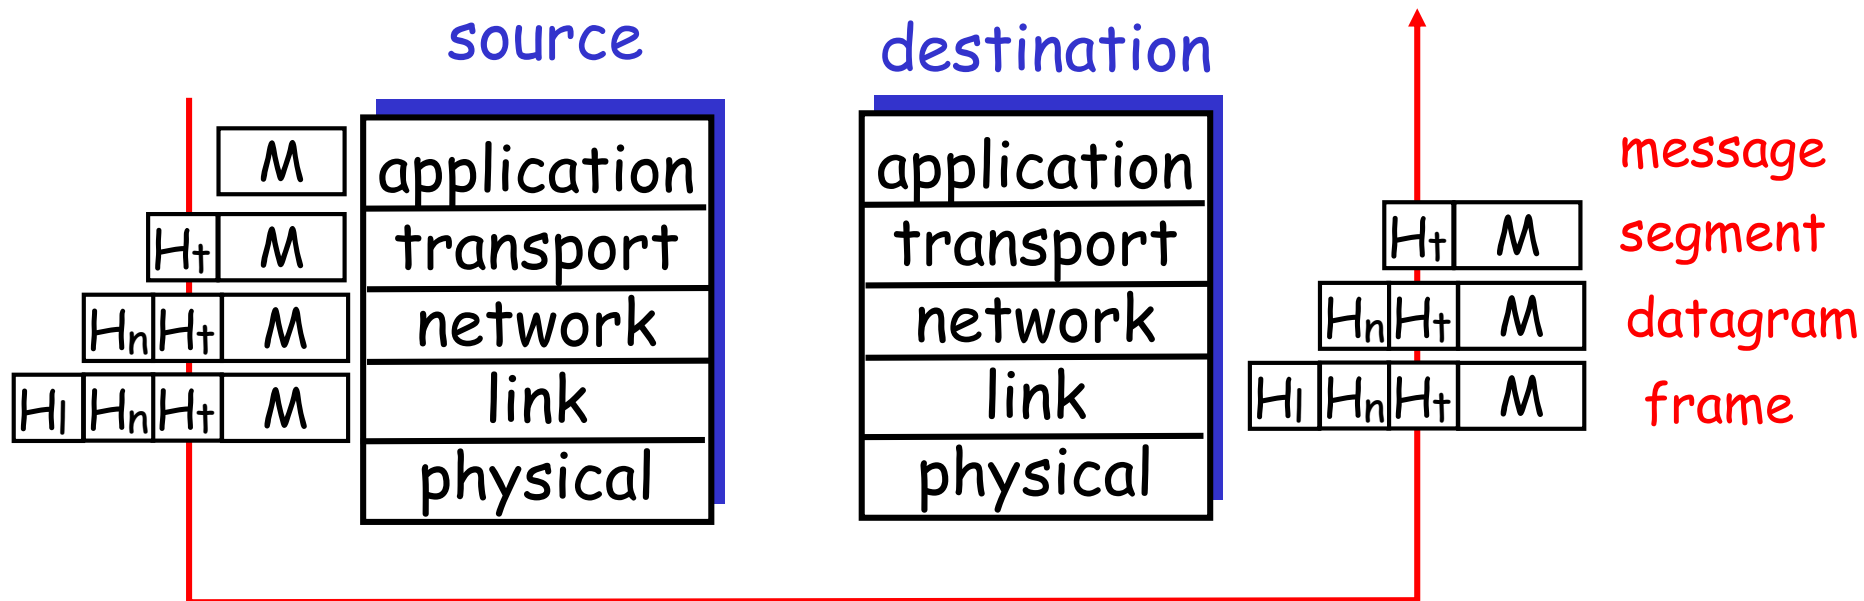 source destination
M application application message
Ht M transport transport Ht M segment
Hn Ht M network network Hn Ht M datagram
Hl Hn Ht M link link Hl Hn Ht M frame
physical physical